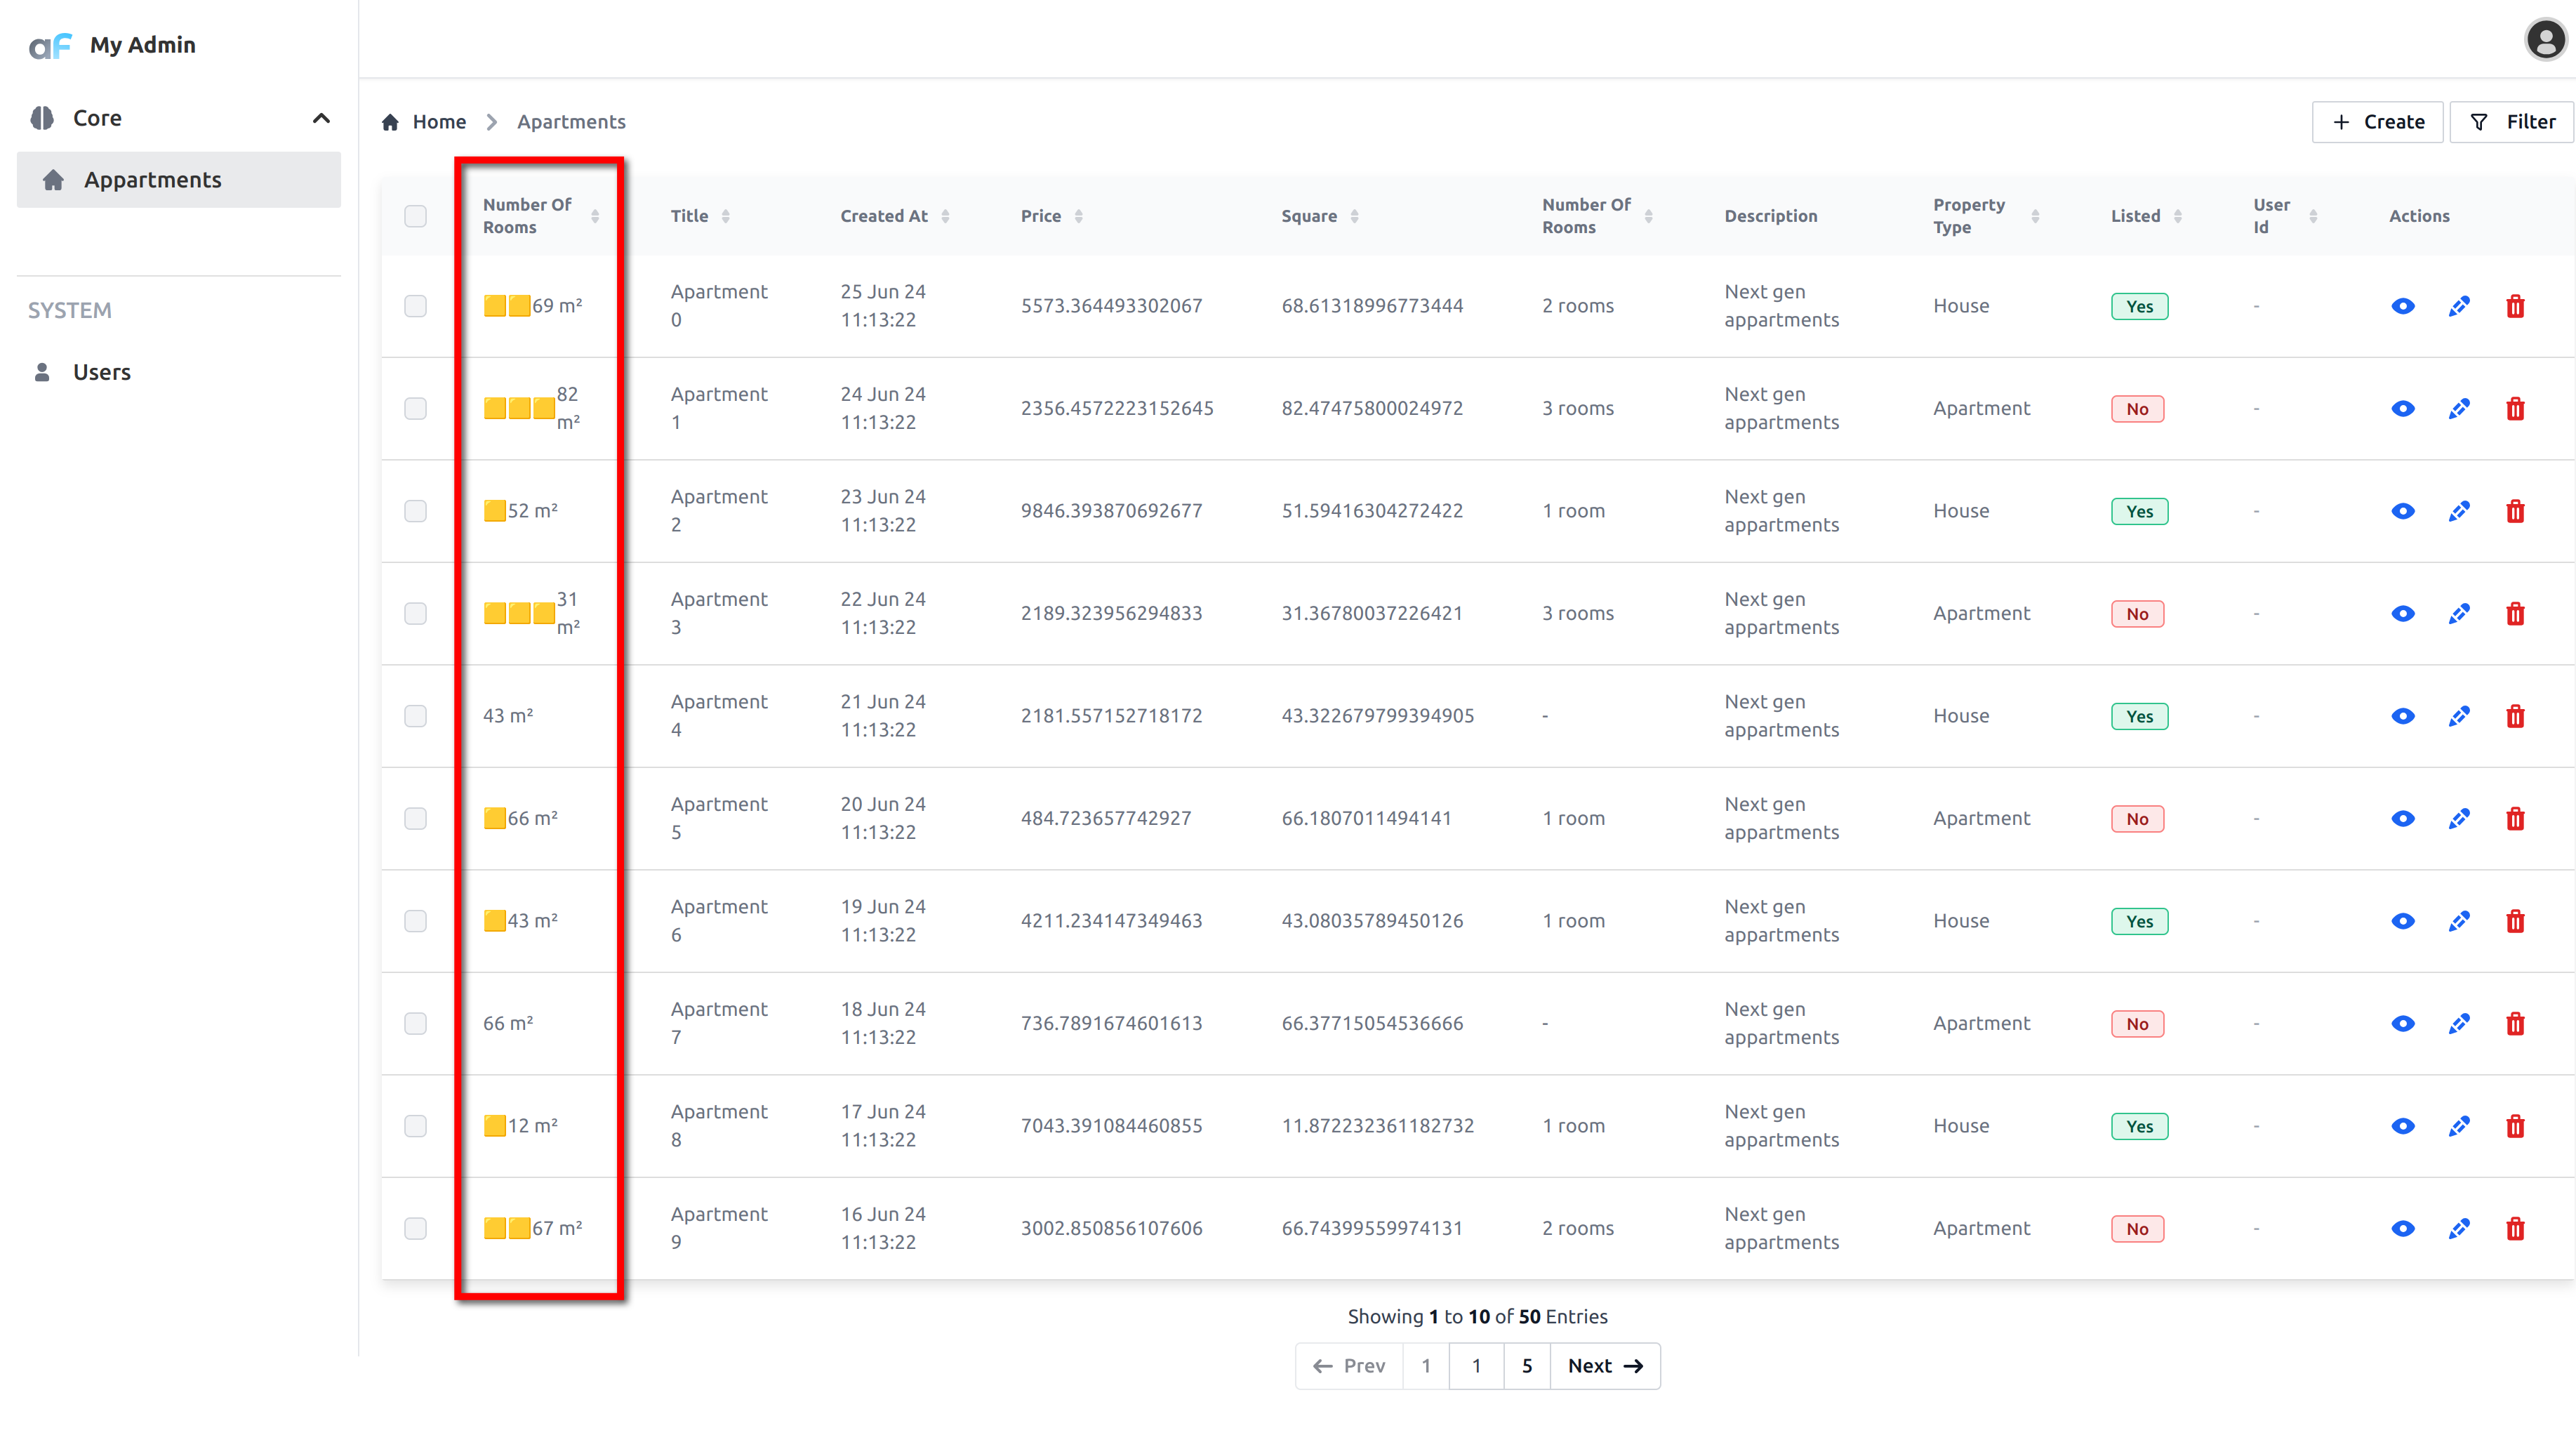 aF My Admin
Core
Appartments
SYSTEM
Users
Home > Apartments
+ Create Filter
Number Of Rooms Title Created At Price Square Number Of Rooms Description Property Type Listed User Id Actions
69 m² Apartment 0 25 Jun 24 11:13:22 5573.364493302067 68.61318996773444 2 rooms Next gen appartments House Yes -
82 m² Apartment 1 24 Jun 24 11:13:22 2356.4572223152645 82.47475800024972 3 rooms Next gen appartments Apartment No -
52 m² Apartment 2 23 Jun 24 11:13:22 9846.393870692677 51.59416304272422 1 room Next gen appartments House Yes -
31 m² Apartment 3 22 Jun 24 11:13:22 2189.323956294833 31.36780037226421 3 rooms Next gen appartments Apartment No -
43 m² Apartment 4 21 Jun 24 11:13:22 2181.557152718172 43.322679799394905 - Next gen appartments House Yes -
66 m² Apartment 5 20 Jun 24 11:13:22 484.723657742927 66.1807011494141 1 room Next gen appartments Apartment No -
43 m² Apartment 6 19 Jun 24 11:13:22 4211.234147349463 43.08035789450126 1 room Next gen appartments House Yes -
66 m² Apartment 7 18 Jun 24 11:13:22 736.7891674601613 66.37715054536666 - Next gen appartments Apartment No -
12 m² Apartment 8 17 Jun 24 11:13:22 7043.391084460855 11.872232361182732 1 room Next gen appartments House Yes -
67 m² Apartment 9 16 Jun 24 11:13:22 3002.850856107606 66.74399559974131 2 rooms Next gen appartments Apartment No -
Showing 1 to 10 of 50 Entries
← Prev 1 1 5 Next →